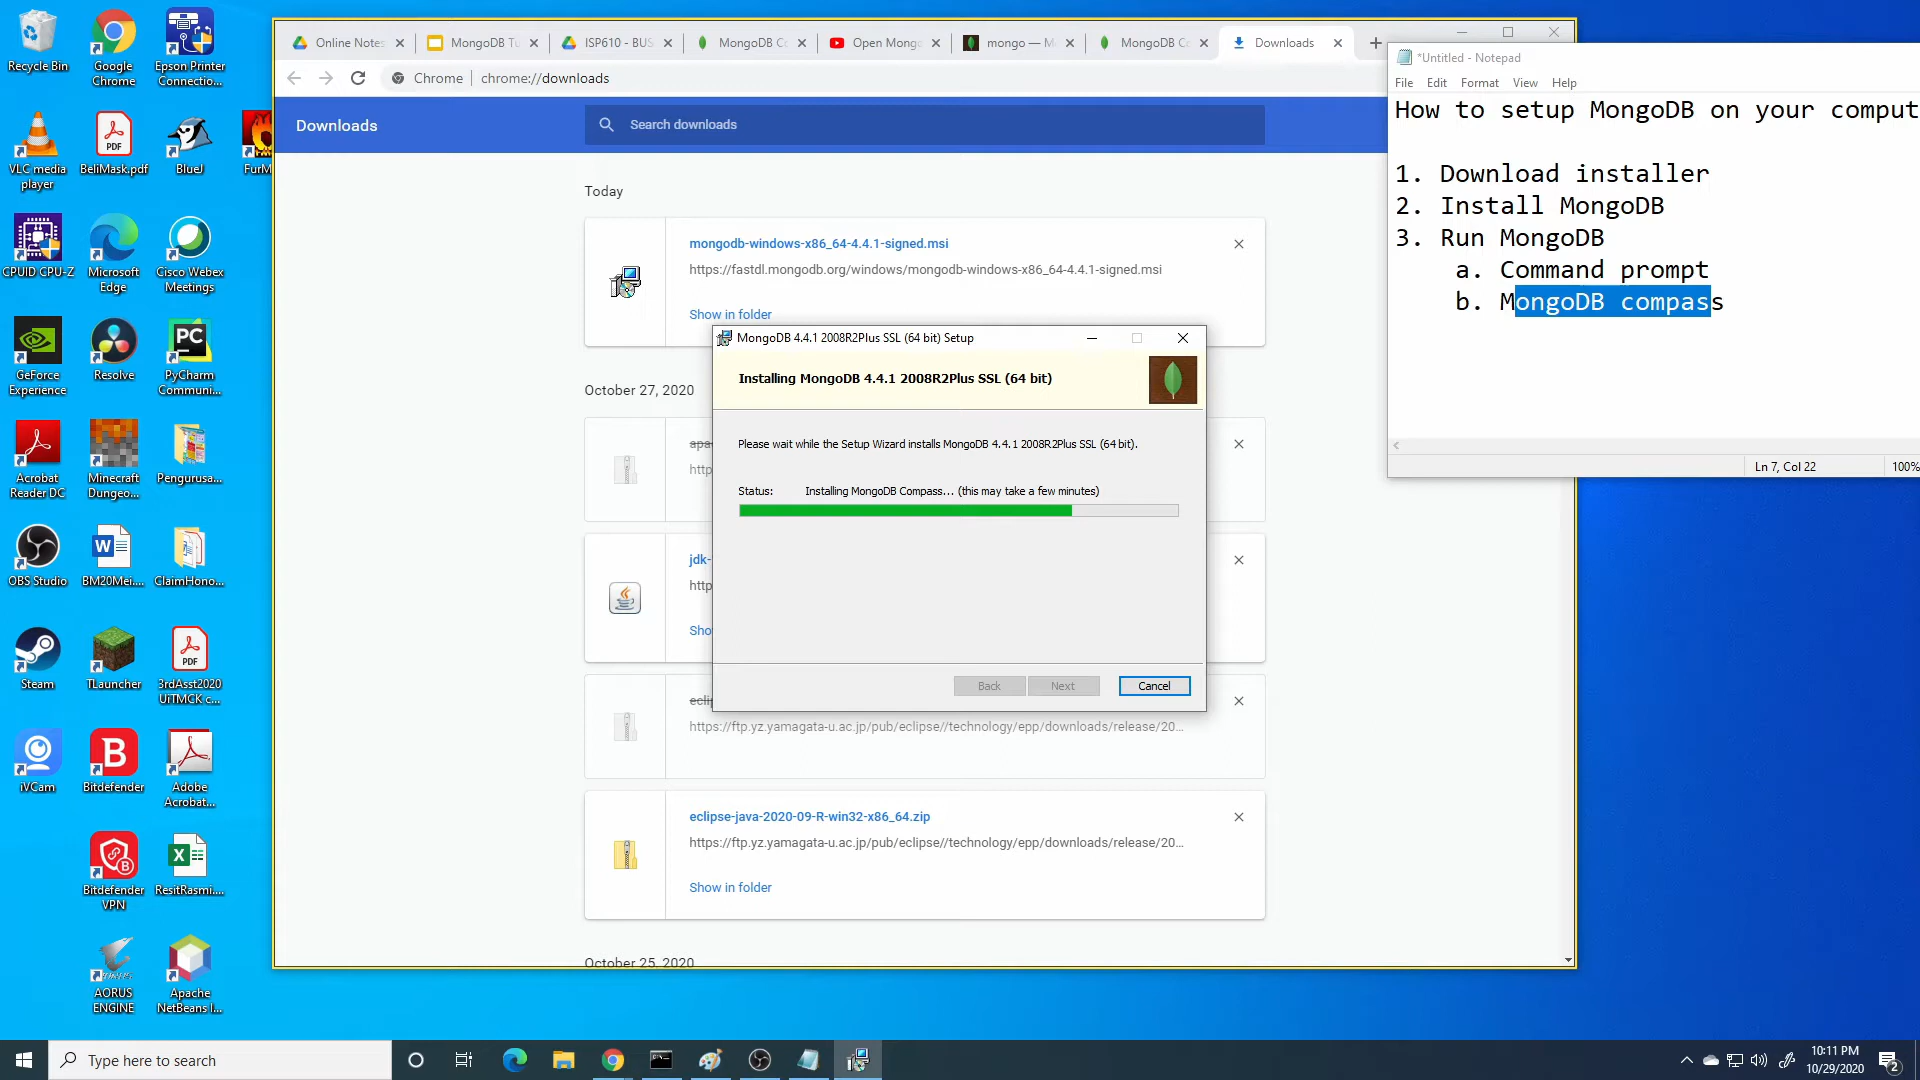 Recycle Bin
Google Chrome
Epson Printer Connectio...
VLC media player
BeliMask.pdf
BlueJ
FurM
CPUID CPU-Z
Microsoft Edge
Cisco Webex Meetings
GeForce Experience
Resolve
PyCharm Communi...
Acrobat Reader DC
Minecraft Dungeo...
Pengurusa...
OBS Studio
BM20Mei....
ClaimHono...
Steam
TLauncher
3rdAsst2020 UiTMCK c...
iVCam
Bitdefender
Adobe Acrobat...
Bitdefender VPN
ResitRasmi....
AORUS ENGINE
Apache NetBeans I...
Online Notes
MongoDB Tu
ISP610 - BUS
MongoDB Co
Open Mongo
mongo — M
MongoDB Co
Downloads
Chrome
chrome://downloads
Downloads
Search downloads
Today
mongodb-windows-x86_64-4.4.1-signed.msi
https://fastdl.mongodb.org/windows/mongodb-windows-x86_64-4.4.1-signed.msi
Show in folder
October 27, 2020
apa
http
jdk-
http
Sho
ecli
https://ftp.yz.yamagata-u.ac.jp/pub/eclipse//technology/epp/downloads/release/20...
eclipse-java-2020-09-R-win32-x86_64.zip
https://ftp.yz.yamagata-u.ac.jp/pub/eclipse//technology/epp/downloads/release/20...
Show in folder
October 25, 2020
MongoDB 4.4.1 2008R2Plus SSL (64 bit) Setup
Installing MongoDB 4.4.1 2008R2Plus SSL (64 bit)
Please wait while the Setup Wizard installs MongoDB 4.4.1 2008R2Plus SSL (64 bit).
Status: Installing MongoDB Compass... (this may take a few minutes)
Back
Next
Cancel
*Untitled - Notepad
File Edit Format View Help
How to setup MongoDB on your comput
1. Download installer
2. Install MongoDB
3. Run MongoDB
a. Command prompt
b. MongoDB compass
Ln 7, Col 22
100%
Type here to search
10:11 PM
10/29/2020
2